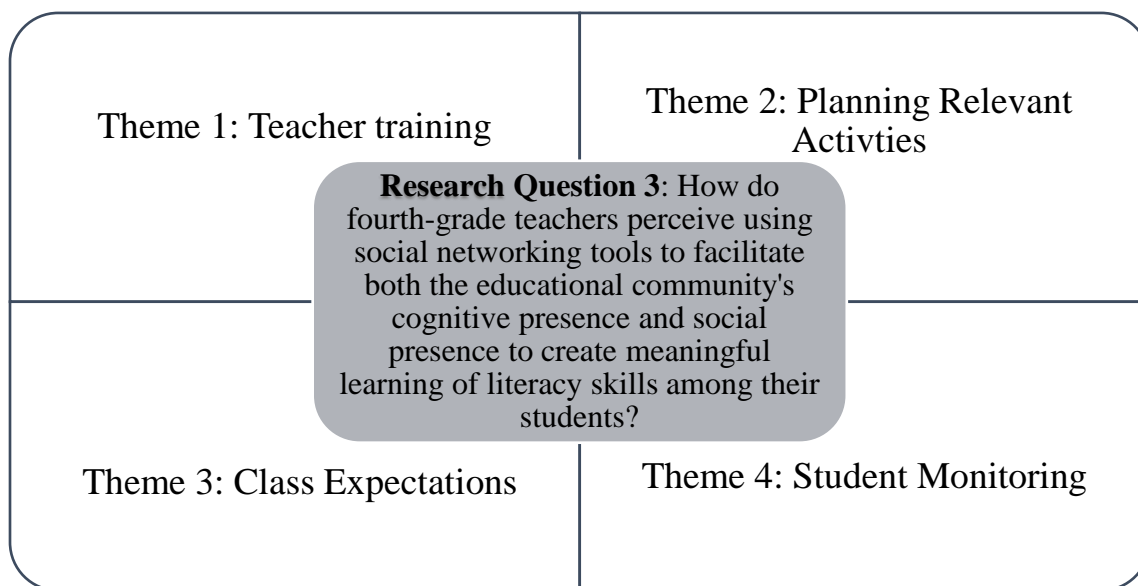 Theme 1: Teacher training
Theme 2: Planning Relevant
Activties
Research Question 3: How do
fourth-grade teachers perceive using
social networking tools to facilitate
both the educational community's
cognitive presence and social
presence to create meaningful
learning of literacy skills among their
students?
Theme 3: Class Expectations
Theme 4: Student Monitoring